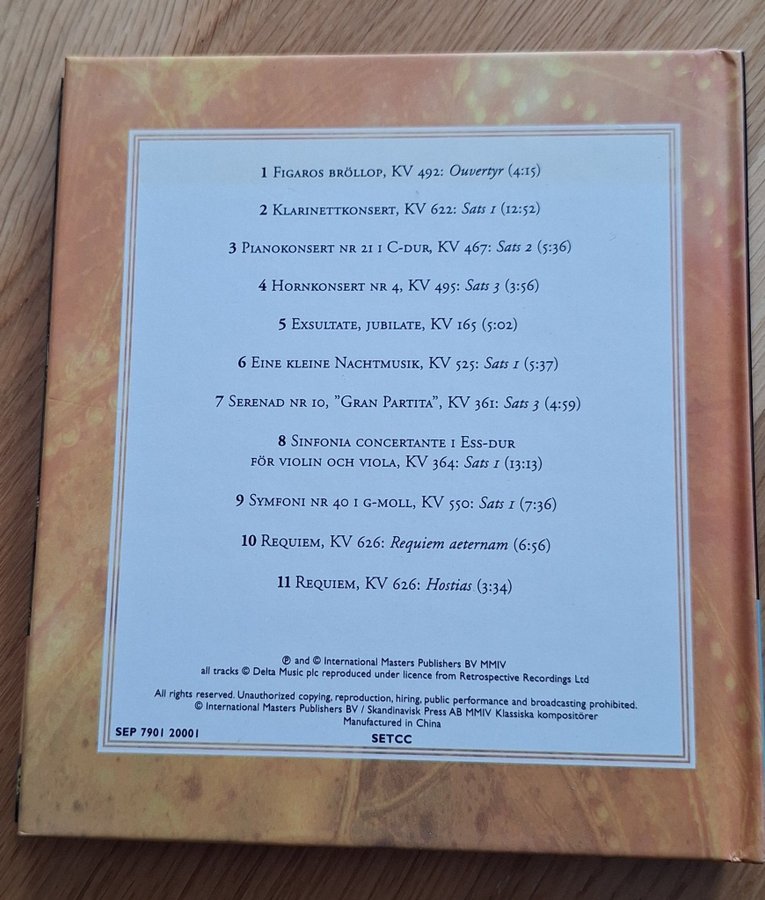 1 Figaros bröllop, KV 492: Ouvertyr (4:15)
2 Klarinettkonsert, KV 622: Sats 1 (12:52)
3 Pianokonsert nr 21 i C-dur, KV 467: Sats 2 (5:36)
4 Hornkonsert nr 4, KV 495: Sats 3 (3:56)
5 Exsultate, jubilate, KV 165 (5:02)
6 Eine kleine Nachtmusik, KV 525: Sats 1 (5:37)
7 Serenad nr 10, ”Gran Partita”, KV 361: Sats 3 (4:59)
8 Sinfonia concertante i Ess-dur
för violin och viola, KV 364: Sats 1 (13:13)
9 Symfoni nr 40 i g-moll, KV 550: Sats 1 (7:36)
10 Requiem, KV 626: Requiem aeternam (6:56)
11 Requiem, KV 626: Hostias (3:34)
℗ and © International Masters Publishers BV MMIV
all tracks © Delta Music plc reproduced under licence from Retrospective Recordings Ltd
All rights reserved. Unauthorized copying, reproduction, hiring, public performance and broadcasting prohibited.
© International Masters Publishers BV / Skandinavisk Press AB MMIV Klassiska kompositörer
Manufactured in China
SEP 7901 20001
SETCC